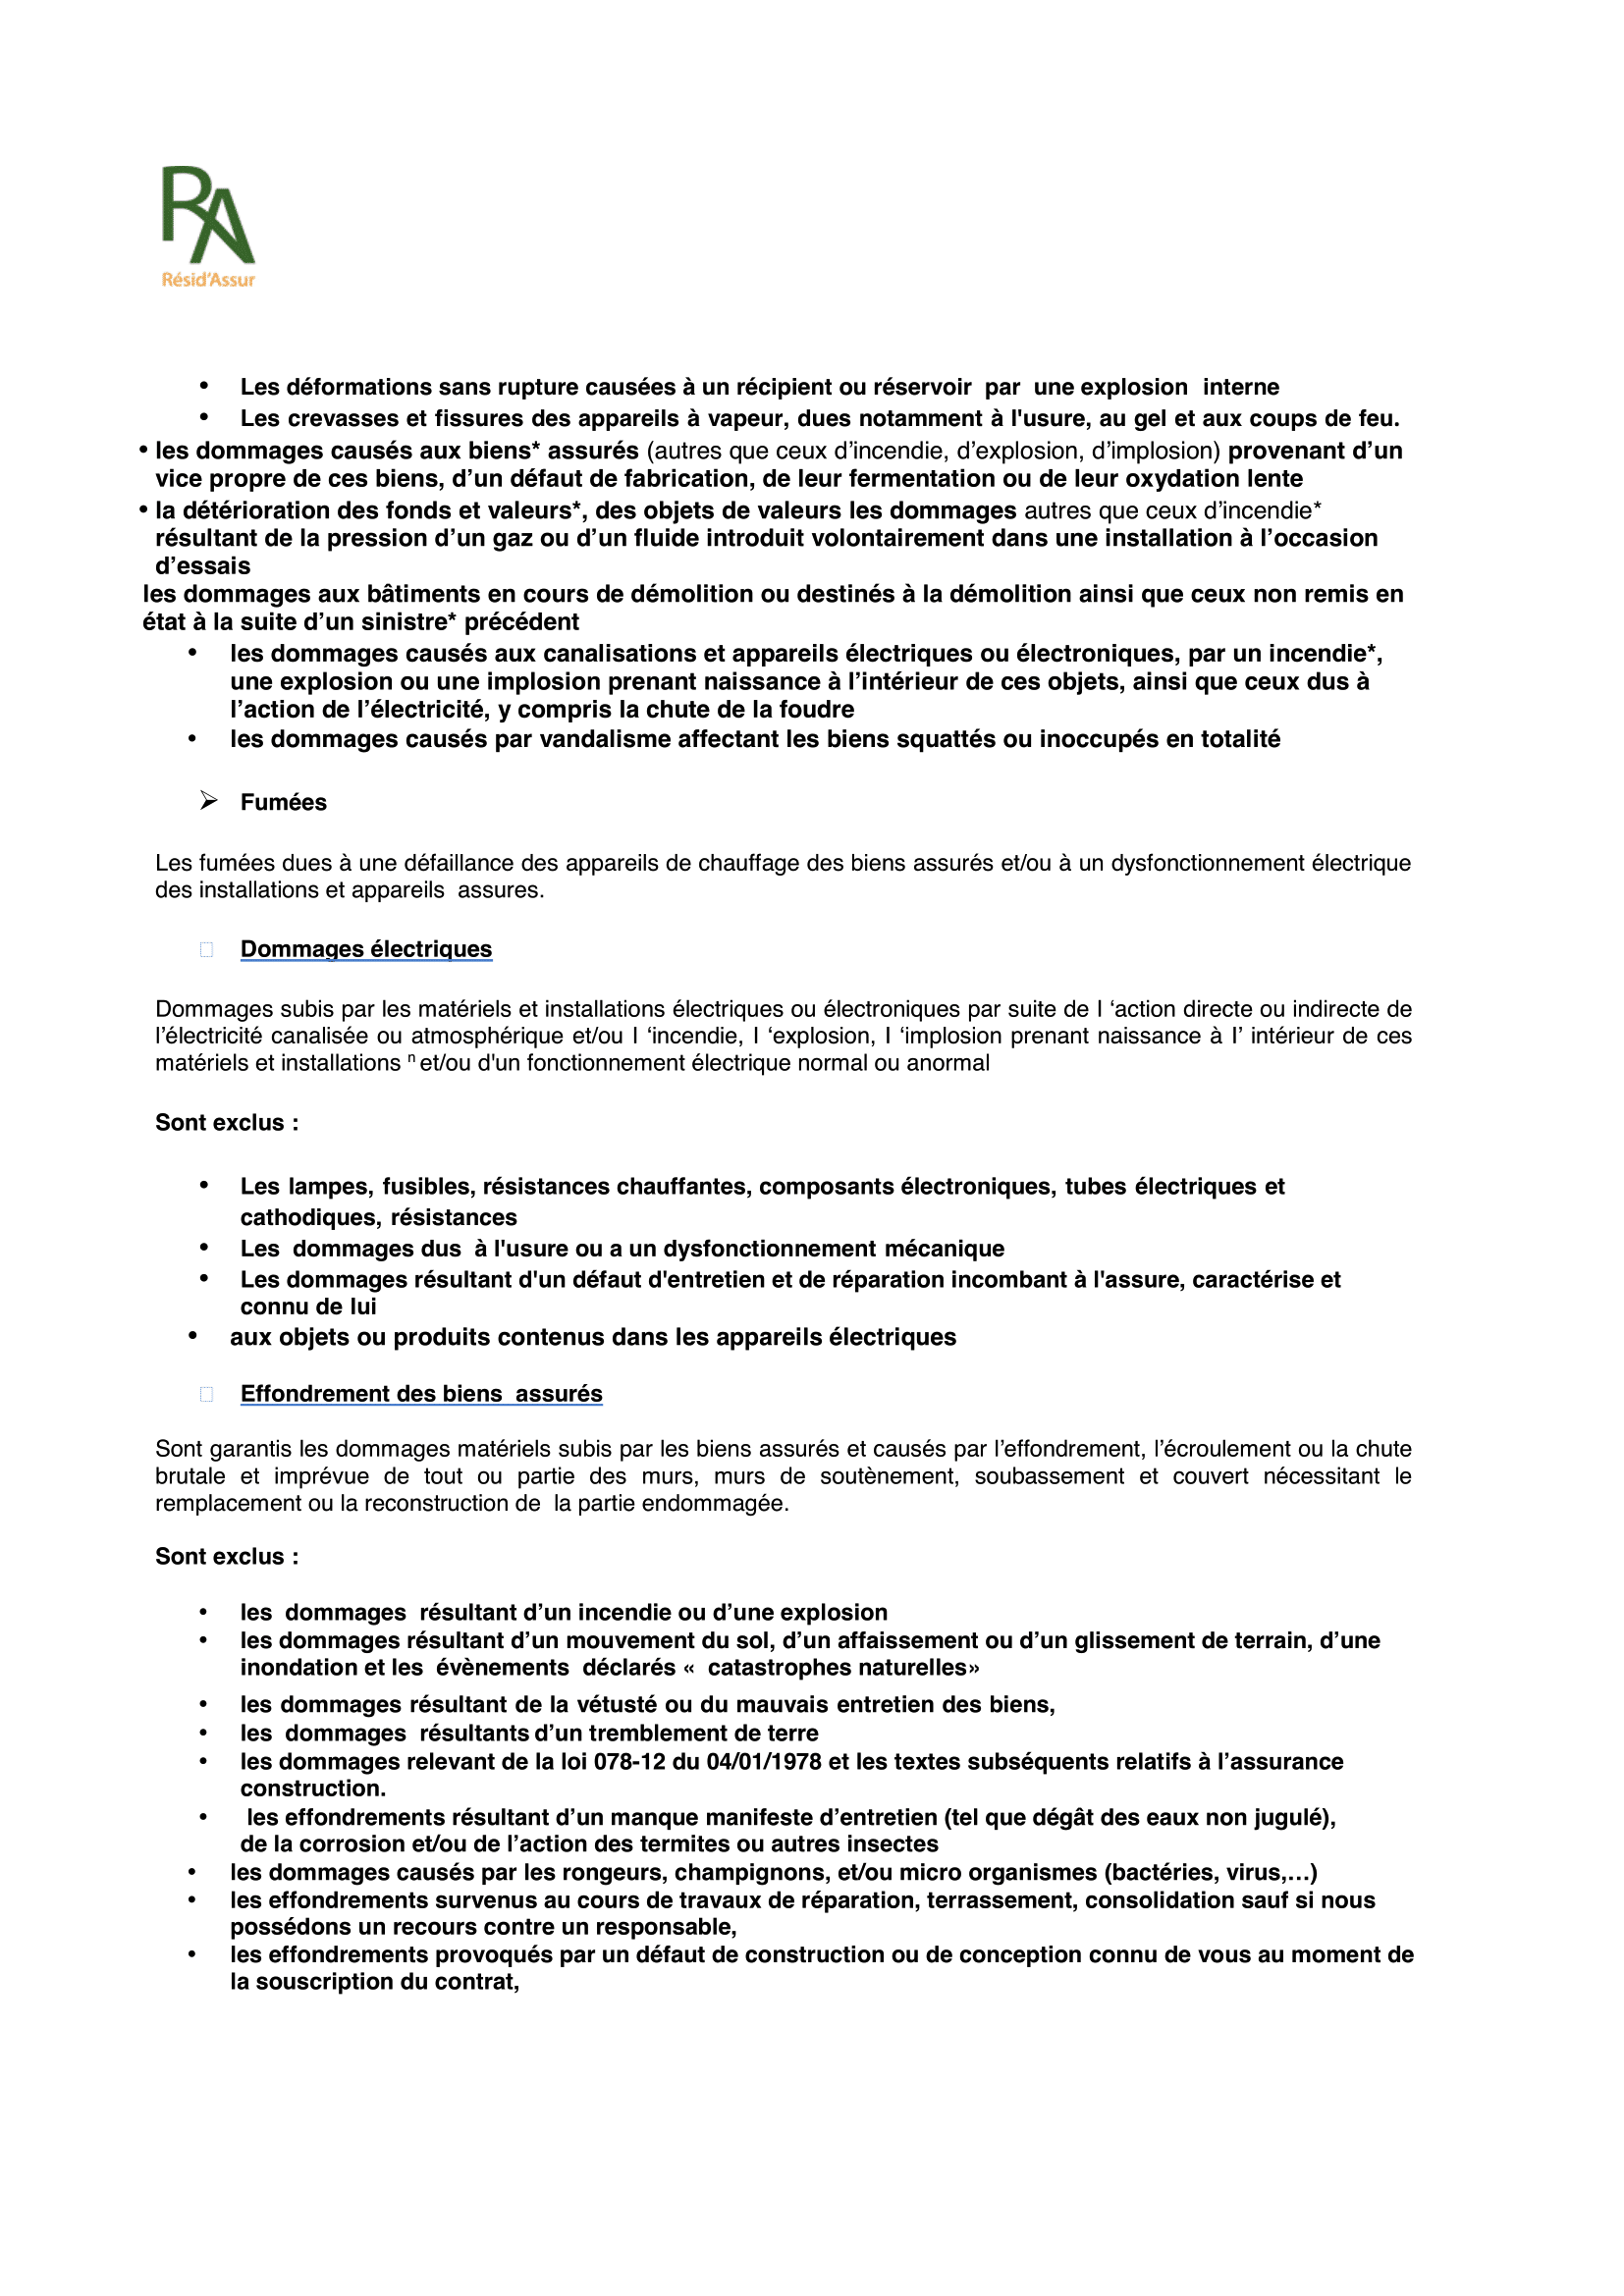 RA
Résid'Assur
• Les déformations sans rupture causées à un récipient ou réservoir par une explosion interne
• Les crevasses et fissures des appareils à vapeur, dues notamment à l'usure, au gel et aux coups de feu.
• les dommages causés aux biens* assurés (autres que ceux d’incendie, d’explosion, d’implosion) provenant d’un
vice propre de ces biens, d’un défaut de fabrication, de leur fermentation ou de leur oxydation lente
• la détérioration des fonds et valeurs*, des objets de valeurs les dommages autres que ceux d’incendie*
résultant de la pression d’un gaz ou d’un fluide introduit volontairement dans une installation à l’occasion
d’essais
les dommages aux bâtiments en cours de démolition ou destinés à la démolition ainsi que ceux non remis en
état à la suite d’un sinistre* précédent
• les dommages causés aux canalisations et appareils électriques ou électroniques, par un incendie*,
une explosion ou une implosion prenant naissance à l’intérieur de ces objets, ainsi que ceux dus à
l’action de l’électricité, y compris la chute de la foudre
• les dommages causés par vandalisme affectant les biens squattés ou inoccupés en totalité
➢ Fumées
Les fumées dues à une défaillance des appareils de chauffage des biens assurés et/ou à un dysfonctionnement électrique
des installations et appareils assures.
Dommages électriques
Dommages subis par les matériels et installations électriques ou électroniques par suite de l ‘action directe ou indirecte de
l’électricité canalisée ou atmosphérique et/ou l ‘incendie, l ‘explosion, l ‘implosion prenant naissance à l’ intérieur de ces
matériels et installations n et/ou d'un fonctionnement électrique normal ou anormal
Sont exclus :
• Les lampes, fusibles, résistances chauffantes, composants électroniques, tubes électriques et
cathodiques, résistances
• Les dommages dus à l'usure ou a un dysfonctionnement mécanique
• Les dommages résultant d'un défaut d'entretien et de réparation incombant à l'assure, caractérise et
connu de lui
• aux objets ou produits contenus dans les appareils électriques
Effondrement des biens assurés
Sont garantis les dommages matériels subis par les biens assurés et causés par l’effondrement, l’écroulement ou la chute
brutale et imprévue de tout ou partie des murs, murs de soutènement, soubassement et couvert nécessitant le
remplacement ou la reconstruction de la partie endommagée.
Sont exclus :
• les dommages résultant d’un incendie ou d’une explosion
• les dommages résultant d’un mouvement du sol, d’un affaissement ou d’un glissement de terrain, d’une
inondation et les évènements déclarés « catastrophes naturelles»
• les dommages résultant de la vétusté ou du mauvais entretien des biens,
• les dommages résultants d’un tremblement de terre
• les dommages relevant de la loi 078-12 du 04/01/1978 et les textes subséquents relatifs à l’assurance
construction.
• les effondrements résultant d’un manque manifeste d’entretien (tel que dégât des eaux non jugulé),
de la corrosion et/ou de l’action des termites ou autres insectes
• les dommages causés par les rongeurs, champignons, et/ou micro organismes (bactéries, virus,…)
• les effondrements survenus au cours de travaux de réparation, terrassement, consolidation sauf si nous
possédons un recours contre un responsable,
• les effondrements provoqués par un défaut de construction ou de conception connu de vous au moment de
la souscription du contrat,